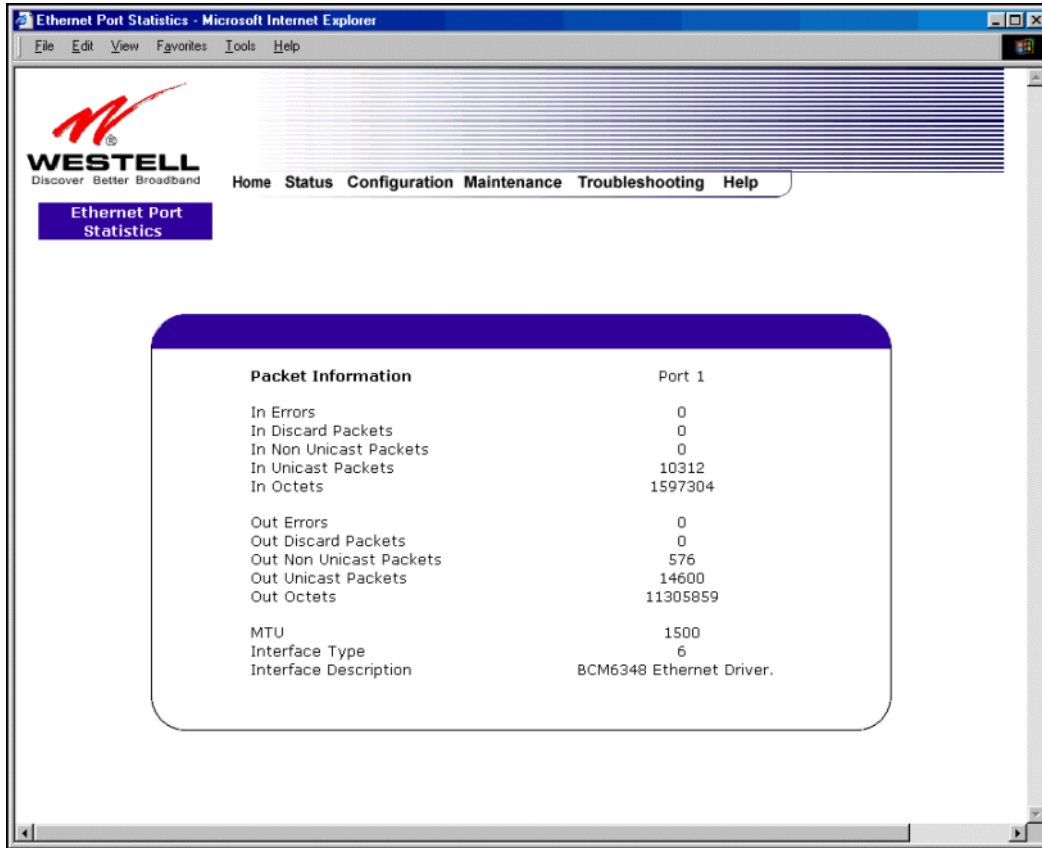 Ethernet Port Statistics - Microsoft Internet Explorer
File Edit View Favorites Tools Help
®
WESTELL
Discover Better Broadband
Home Status Configuration Maintenance Troubleshooting Help
Ethernet Port
Statistics
Packet Information Port 1
In Errors 0
In Discard Packets 0
In Non Unicast Packets 0
In Unicast Packets 10312
In Octets 1597304
Out Errors 0
Out Discard Packets 0
Out Non Unicast Packets 576
Out Unicast Packets 14600
Out Octets 11305859
MTU 1500
Interface Type 6
Interface Description BCM6348 Ethernet Driver.